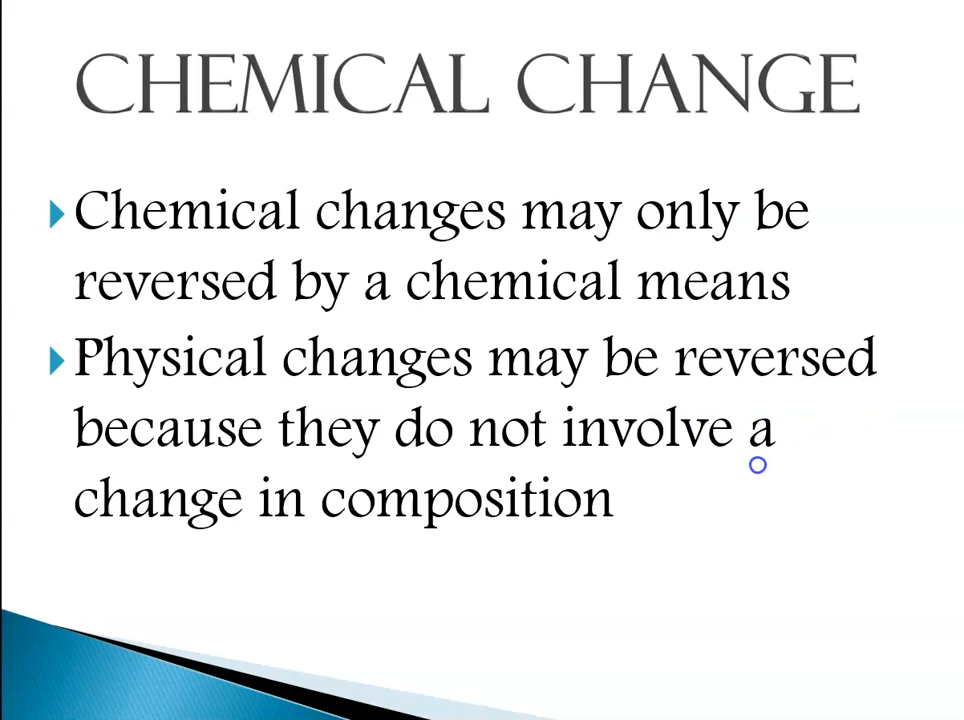 CHEMICAL CHANGE
Chemical changes may only be
reversed by a chemical means
Physical changes may be reversed
because they do not involve a
change in composition